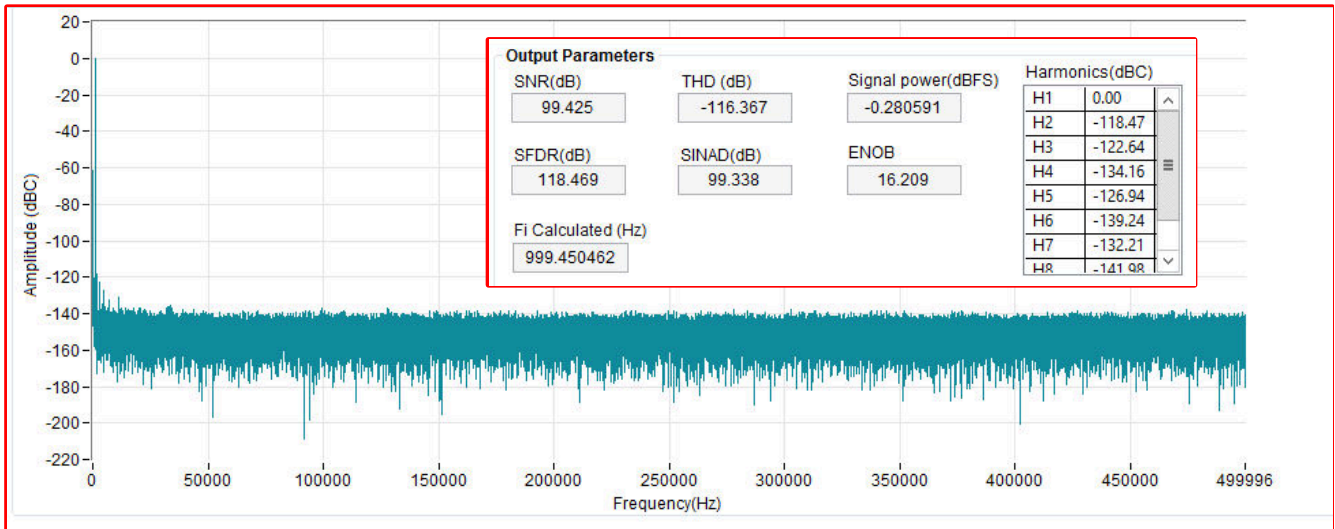 Output Parameters
SNR(dB) THD (dB) Signal power(dBFS) Harmonics(dBC)
99.425 -116.367 -0.280591
SFDR(dB) SINAD(dB) ENOB
118.469 99.338 16.209
Fi Calculated (Hz)
999.450462
H1 0.00
H2 -118.47
H3 -122.64
H4 -134.16
H5 -126.94
H6 -139.24
H7 -132.21
H8 -141.98
Amplitude (dBC)
20
0
-20
-40
-60
-80
-100
-120
-140
-160
-180
-200
-220
0 50000 100000 150000 200000 250000 300000 350000 400000 450000 499996
Frequency(Hz)